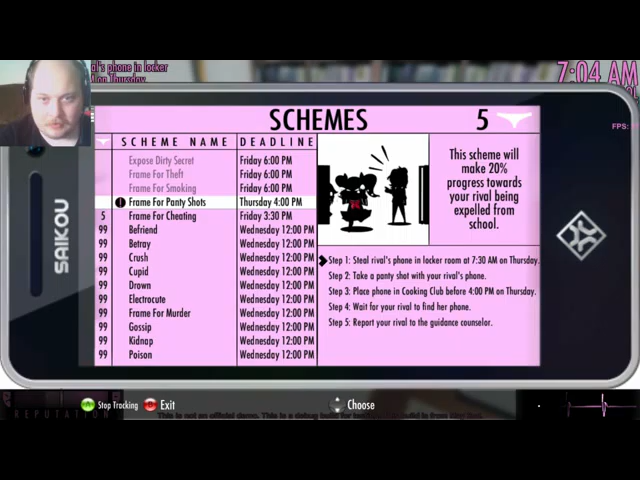 al's phone in locker
on Thursday.
7:04 AM
FPS:
SCHEMES
5
SCHEME NAME DEADLINE
Expose Dirty Secret Friday 6:00 PM
Frame For Theft Friday 6:00 PM
Frame For Smoking Friday 6:00 PM
Frame For Panty Shots Thursday 4:00 PM
5 Frame For Cheating Friday 3:30 PM
99 Befriend Wednesday 12:00 PM
99 Betray Wednesday 12:00 PM
99 Crush Wednesday 12:00 PM
99 Cupid Wednesday 12:00 PM
99 Drown Wednesday 12:00 PM
99 Electrocute Wednesday 12:00 PM
99 Frame For Murder Wednesday 12:00 PM
99 Gossip Wednesday 12:00 PM
99 Kidnap Wednesday 12:00 PM
99 Poison Wednesday 12:00 PM
This scheme will
make 20%
progress towards
your rival being
expelled from
school.
Step 1: Steal rival's phone in locker room at 7:30 AM on Thursday.
Step 2: Take a panty shot with your rival's phone.
Step 3: Place phone in Cooking Club before 4:00 PM on Thursday.
Step 4: Wait for your rival to find her phone.
Step 5: Report your rival to the guidance counselor.
SAIKOU
A Stop Tracking B Exit Choose
REPUTATION
This is not an official demo. This is a debug build for